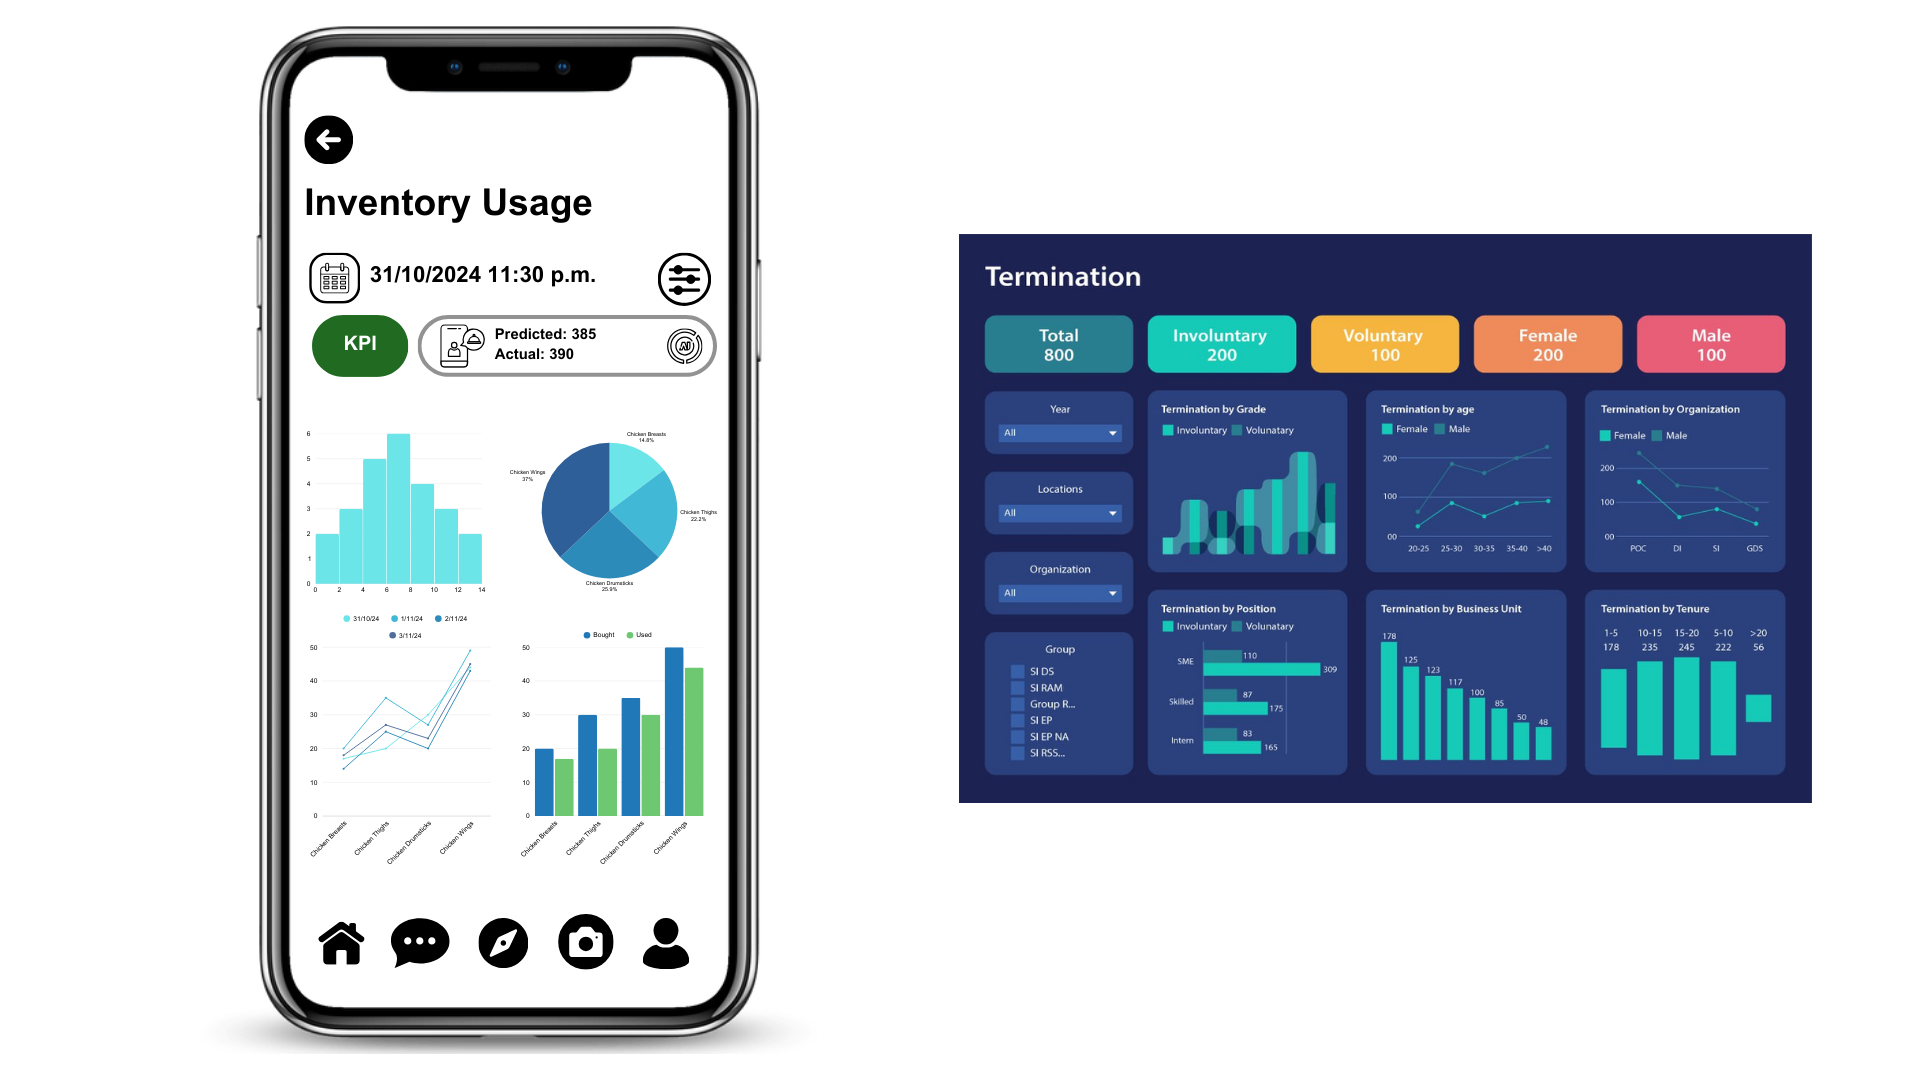 Inventory Usage
31/10/2024 11:30 p.m.
KPI
Predicted: 385
Actual: 390
AI
6
5
4
3
2
1
0
0 2 4 6 8 10 12 14
Chicken Breasts
14.8%
Chicken Wings
37%
Chicken Thighs
22.2%
Chicken Drumsticks
25.9%
31/10/24 1/11/24 2/11/24
3/11/24
50
40
30
20
10
0
Chicken Breasts Chicken Thighs Chicken Drumsticks Chicken Wings
Bought Used
50
40
30
20
10
0
Chicken Breasts Chicken Thighs Chicken Drumsticks Chicken Wings
Termination
Total
800
Involuntary
200
Voluntary
100
Female
200
Male
100
Year
All
Locations
All
Organization
All
Group
SI DS
SI RAM
Group R...
SI EP
SI EP NA
SI RSS...
Termination by Grade
Involuntary Volunatary
Termination by age
Female Male
200
100
00
20-25 25-30 30-35 35-40 >40
Termination by Organization
Female Male
200
100
00
POC DI SI GDS
Termination by Position
Involuntary Volunatary
SME 110 309
Skilled 87 175
Intern 83 165
Termination by Business Unit
178 125 123 117 100 85 50 48
Termination by Tenure
1-5 10-15 15-20 5-10 >20
178 235 245 222 56